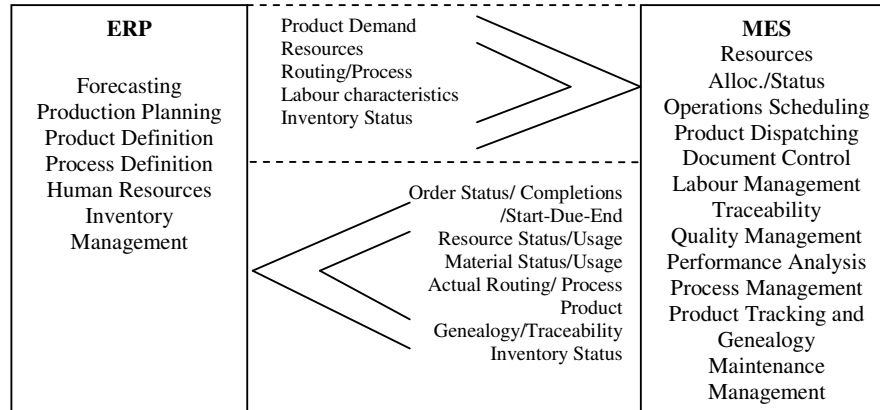 ERP
Forecasting
Production Planning
Product Definition
Process Definition
Human Resources
Inventory
Management
Product Demand
Resources
Routing/Process
Labour characteristics
Inventory Status
Order Status/ Completions
/Start-Due-End
Resource Status/Usage
Material Status/Usage
Actual Routing/ Process
Product
Genealogy/Traceability
Inventory Status
MES
Resources
Alloc./Status
Operations Scheduling
Product Dispatching
Document Control
Labour Management
Traceability
Quality Management
Performance Analysis
Process Management
Product Tracking and
Genealogy
Maintenance
Management